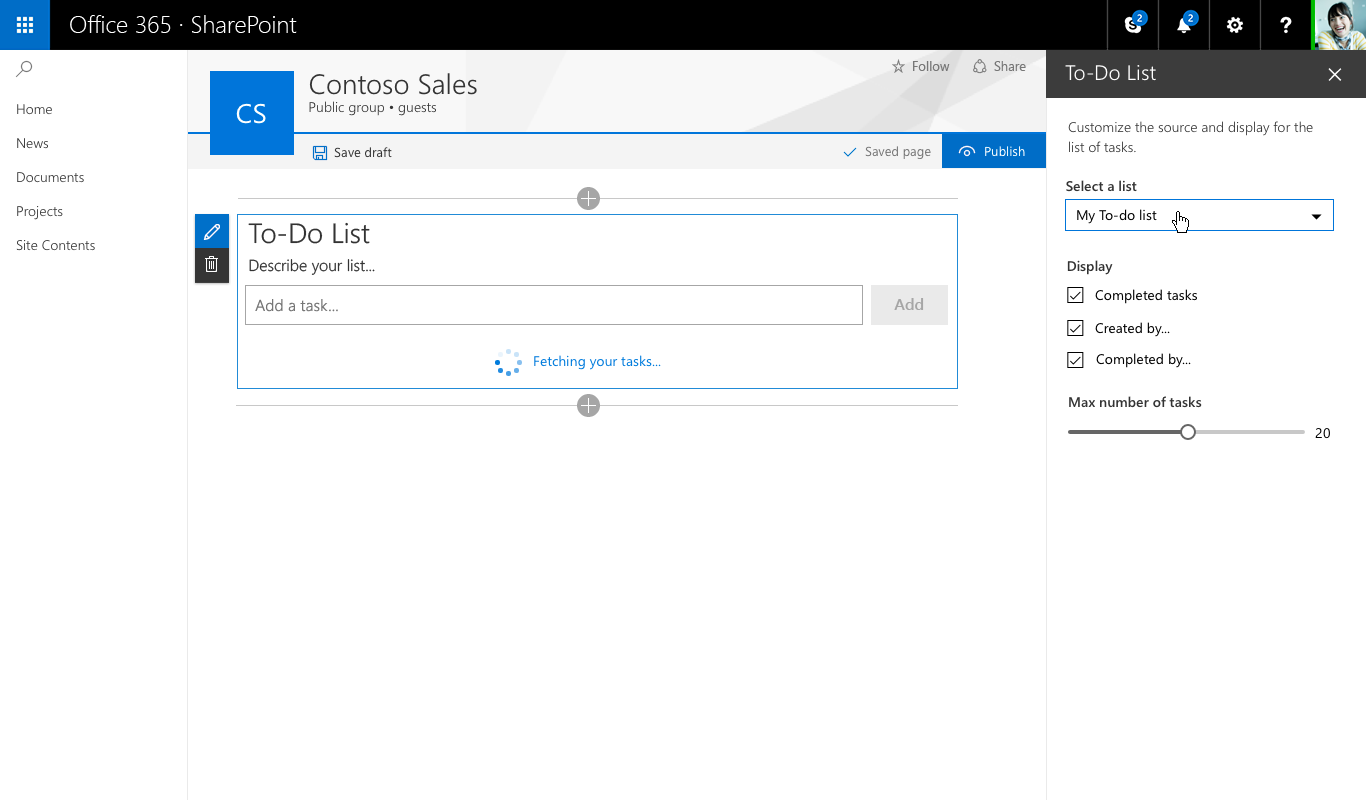 Office 365 · SharePoint
2
2
?
Home
News
Documents
Projects
Site Contents
CS
Contoso Sales
Public group • guests
Follow
Share
Save draft
Saved page
Publish
To-Do List
Describe your list...
Add a task...
Add
Fetching your tasks...
To-Do List
Customize the source and display for the
list of tasks.
Select a list
My To-do list
Display
Completed tasks
Created by...
Completed by...
Max number of tasks
20